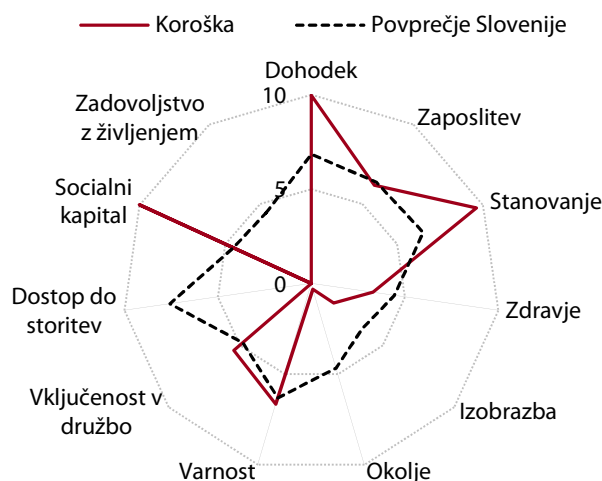 Koroška
Povprečje Slovenije
Dohodek
10
Zadovoljstvo
z življenjem
Zaposlitev
Socialni
kapital
5
Stanovanje
0
Dostop do
storitev
Zdravje
Vključenost v
družbo
Izobrazba
Varnost
Okolje